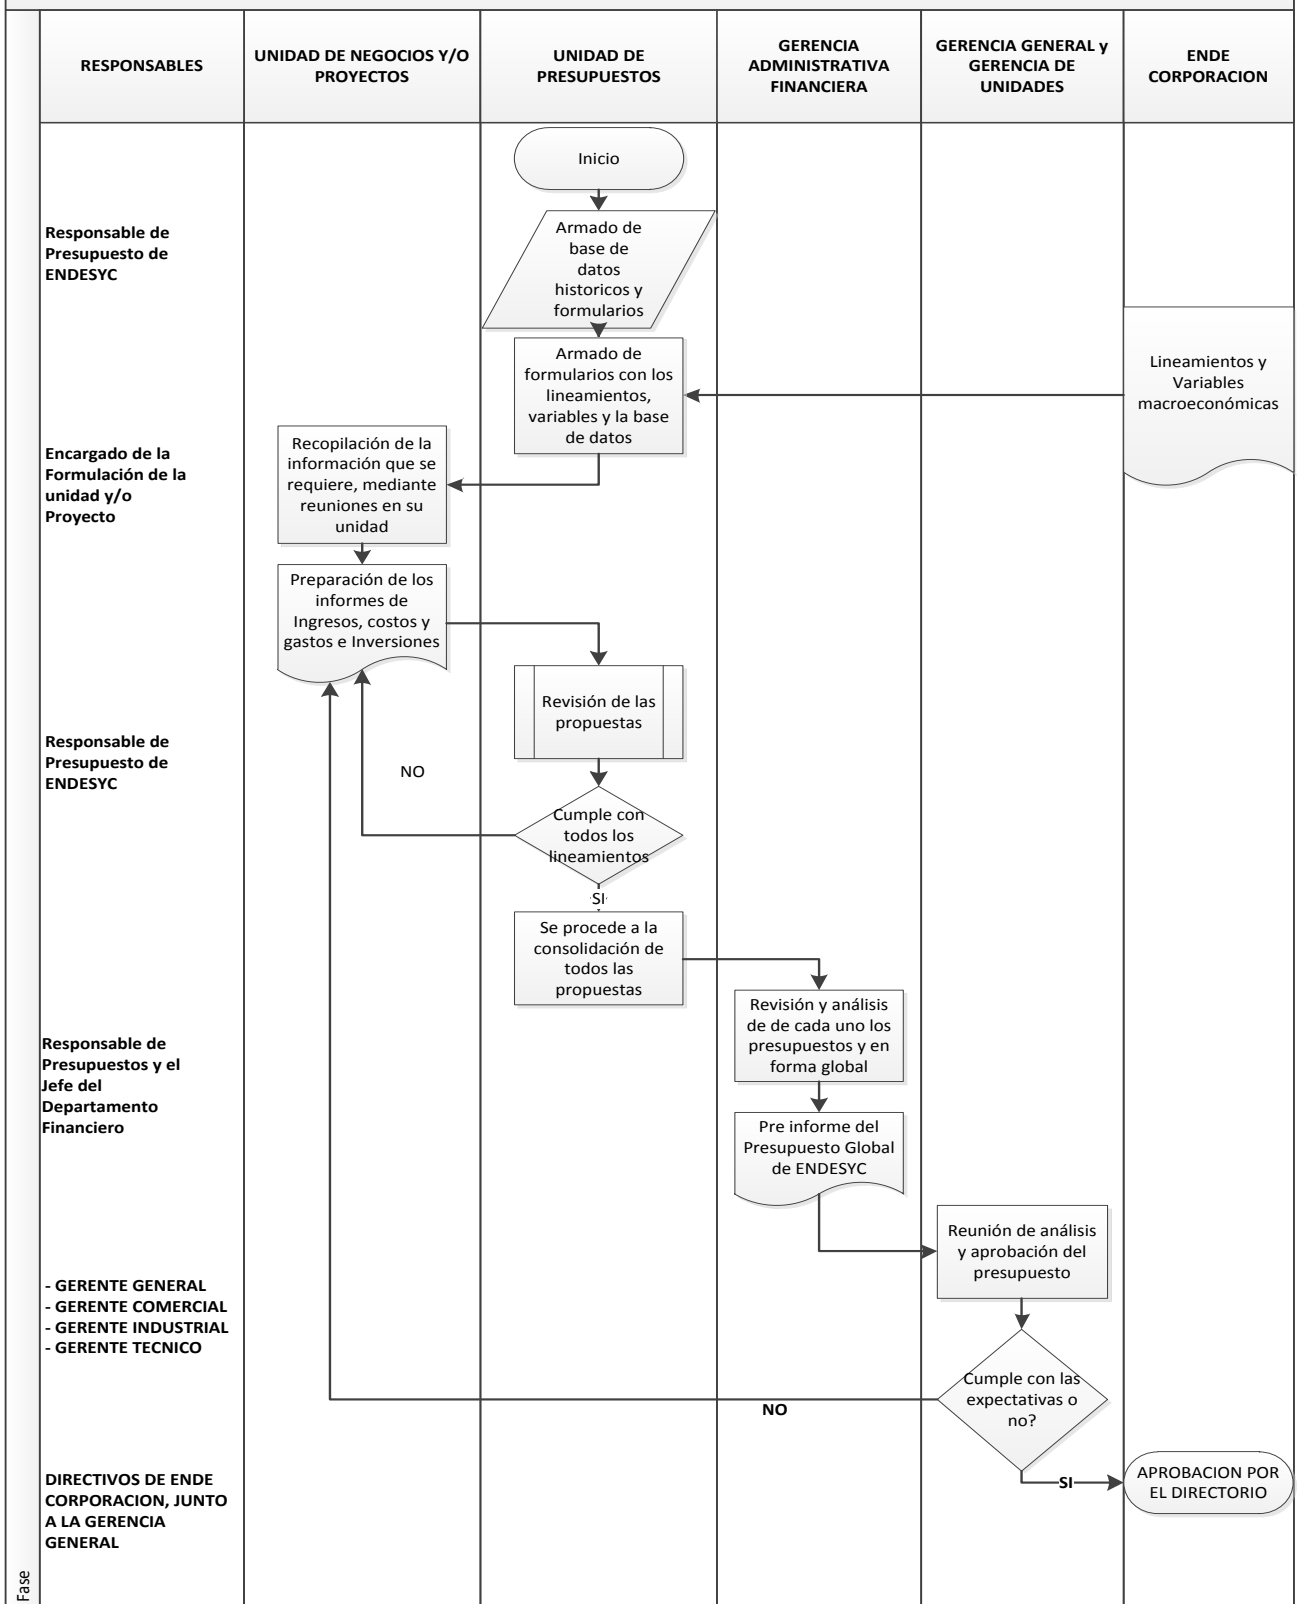 RESPONSABLES
UNIDAD DE NEGOCIOS Y/O
PROYECTOS
UNIDAD DE
PRESUPUESTOS
GERENCIA
ADMINISTRATIVA
FINANCIERA
GERENCIA GENERAL y
GERENCIA DE
UNIDADES
ENDE
CORPORACION
Inicio
Responsable de
Presupuesto de
ENDESYC
Armado de
base de
datos
historicos y
formularios
Armado de
formularios con los
lineamientos,
variables y la base
de datos
Lineamientos y
Variables
macroeconómicas
Encargado de la
Formulación de la
unidad y/o
Proyecto
Recopilación de la
información que se
requiere, mediante
reuniones en su
unidad
Preparación de los
informes de
Ingresos, costos y
gastos e Inversiones
Revisión de las
propuestas
Responsable de
Presupuesto de
ENDESYC
NO
Cumple con
todos los
lineamientos
SI
Se procede a la
consolidación de
todos las
propuestas
Revisión y análisis
de de cada uno los
presupuestos y en
forma global
Responsable de
Presupuestos y el
Jefe del
Departamento
Financiero
Pre informe del
Presupuesto Global
de ENDESYC
Reunión de análisis
y aprobación del
presupuesto
- GERENTE GENERAL
- GERENTE COMERCIAL
- GERENTE INDUSTRIAL
- GERENTE TECNICO
Cumple con las
expectativas o
no?
NO
SI
APROBACION POR
EL DIRECTORIO
DIRECTIVOS DE ENDE
CORPORACION, JUNTO
A LA GERENCIA
GENERAL
Fase